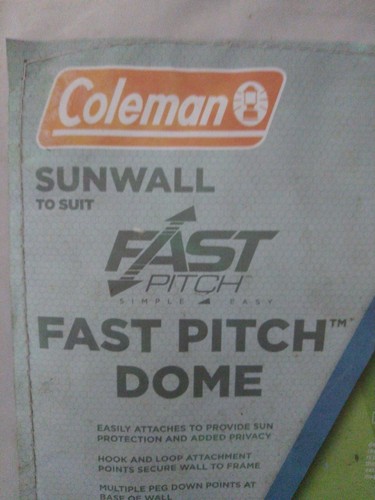 Coleman
SUNWALL
TO SUIT
FAST
PITCH
SIMPLE EASY
FAST PITCH™
DOME
EASILY ATTACHES TO PROVIDE SUN
PROTECTION AND ADDED PRIVACY
HOOK AND LOOP ATTACHMENT
POINTS SECURE WALL TO FRAME
MULTIPLE PEG DOWN POINTS AT
BASE OF WALL